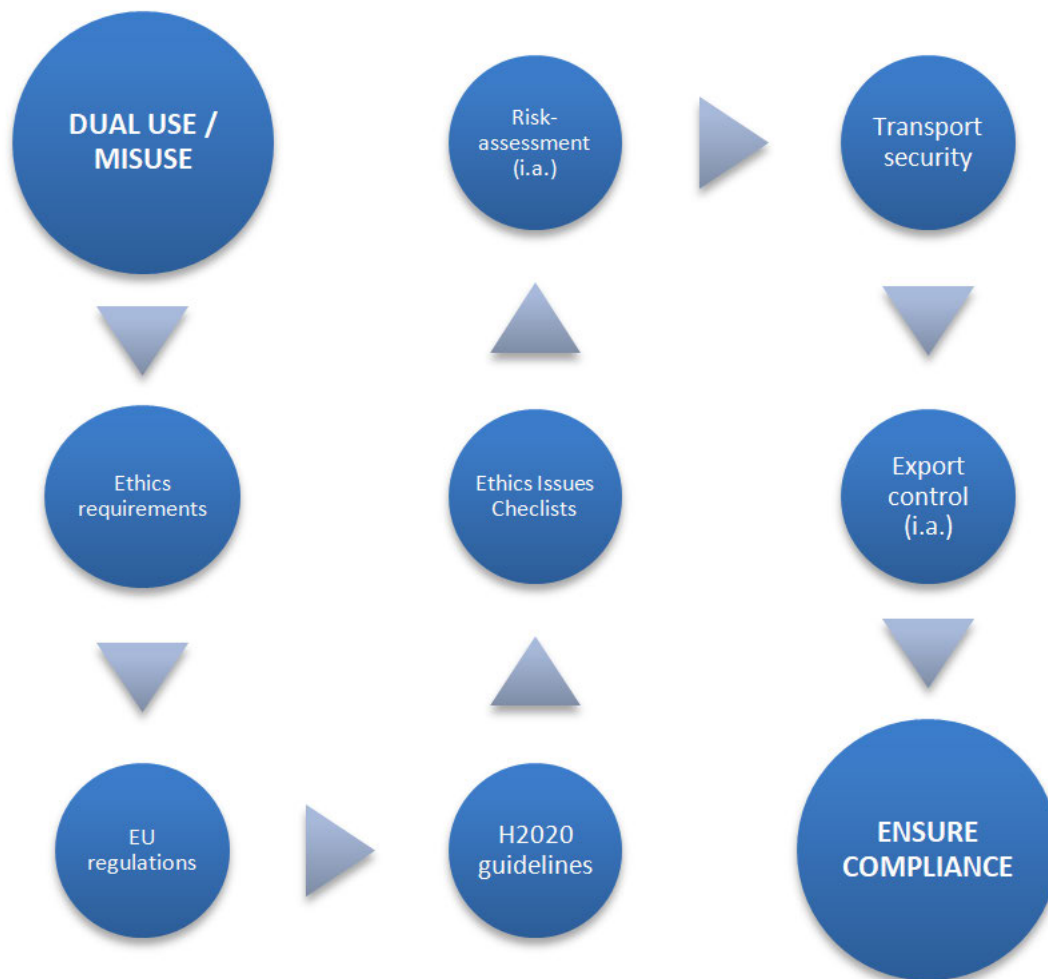 DUAL USE /
MISUSE
Ethics
requirements
EU
regulations
H2020
guidelines
Ethics Issues
Checlists
Risk-
assessment
(i.a.)
Transport
security
Export
control
(i.a.)
ENSURE
COMPLIANCE